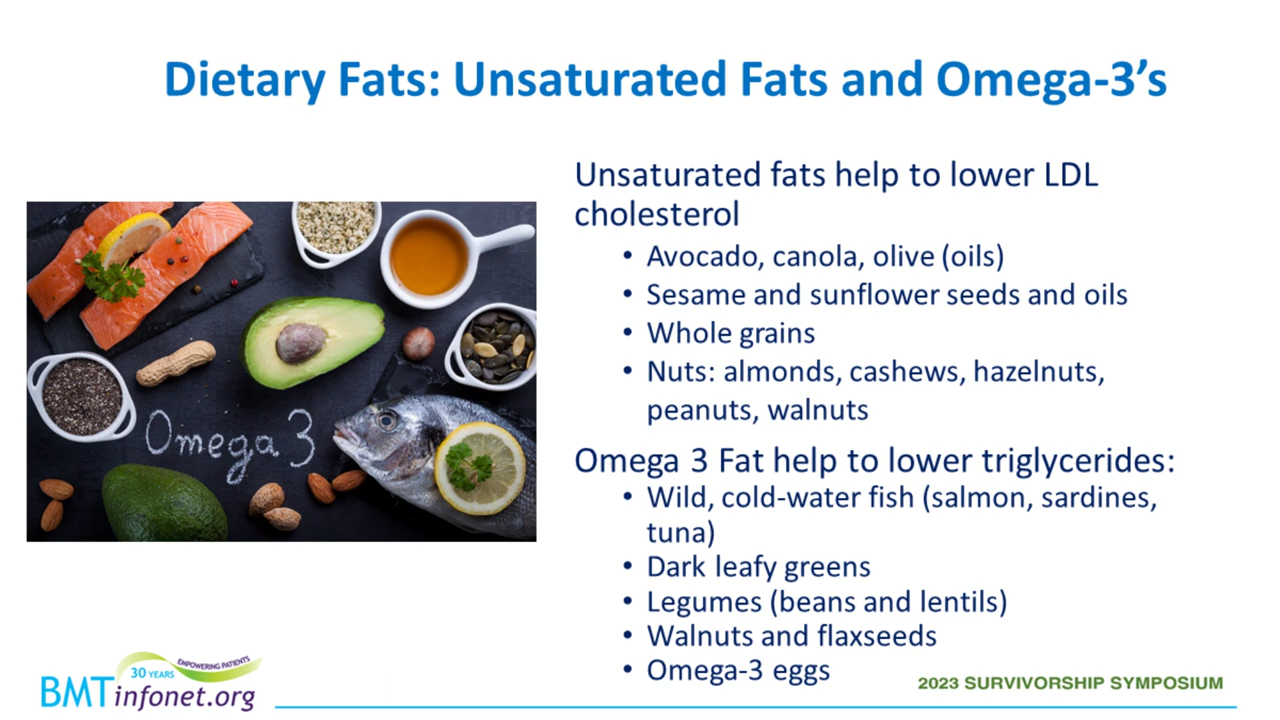 Dietary Fats: Unsaturated Fats and Omega-3’s
Unsaturated fats help to lower LDL
cholesterol
• Avocado, canola, olive (oils)
• Sesame and sunflower seeds and oils
• Whole grains
• Nuts: almonds, cashews, hazelnuts,
peanuts, walnuts
Omega 3
Omega 3 Fat help to lower triglycerides:
• Wild, cold-water fish (salmon, sardines,
tuna)
• Dark leafy greens
• Legumes (beans and lentils)
• Walnuts and flaxseeds
• Omega-3 eggs
30 YEARS EMPOWERING PATIENTS
BMTinfonet.org
2023 SURVIVORSHIP SYMPOSIUM